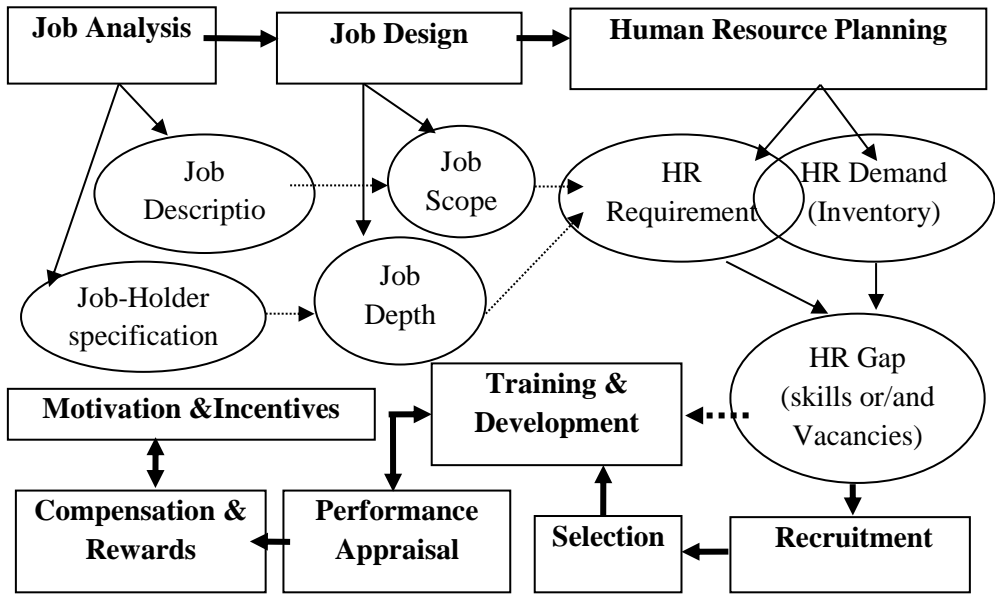 Job Analysis
Job Design
Human Resource Planning
Job
Descriptio
Job
Scope
HR
Requirement
HR Demand
(Inventory)
Job-Holder
specification
Job
Depth
HR Gap
(skills or/and
Vacancies)
Training &
Development
Motivation &Incentives
Compensation &
Rewards
Performance
Appraisal
Selection
Recruitment